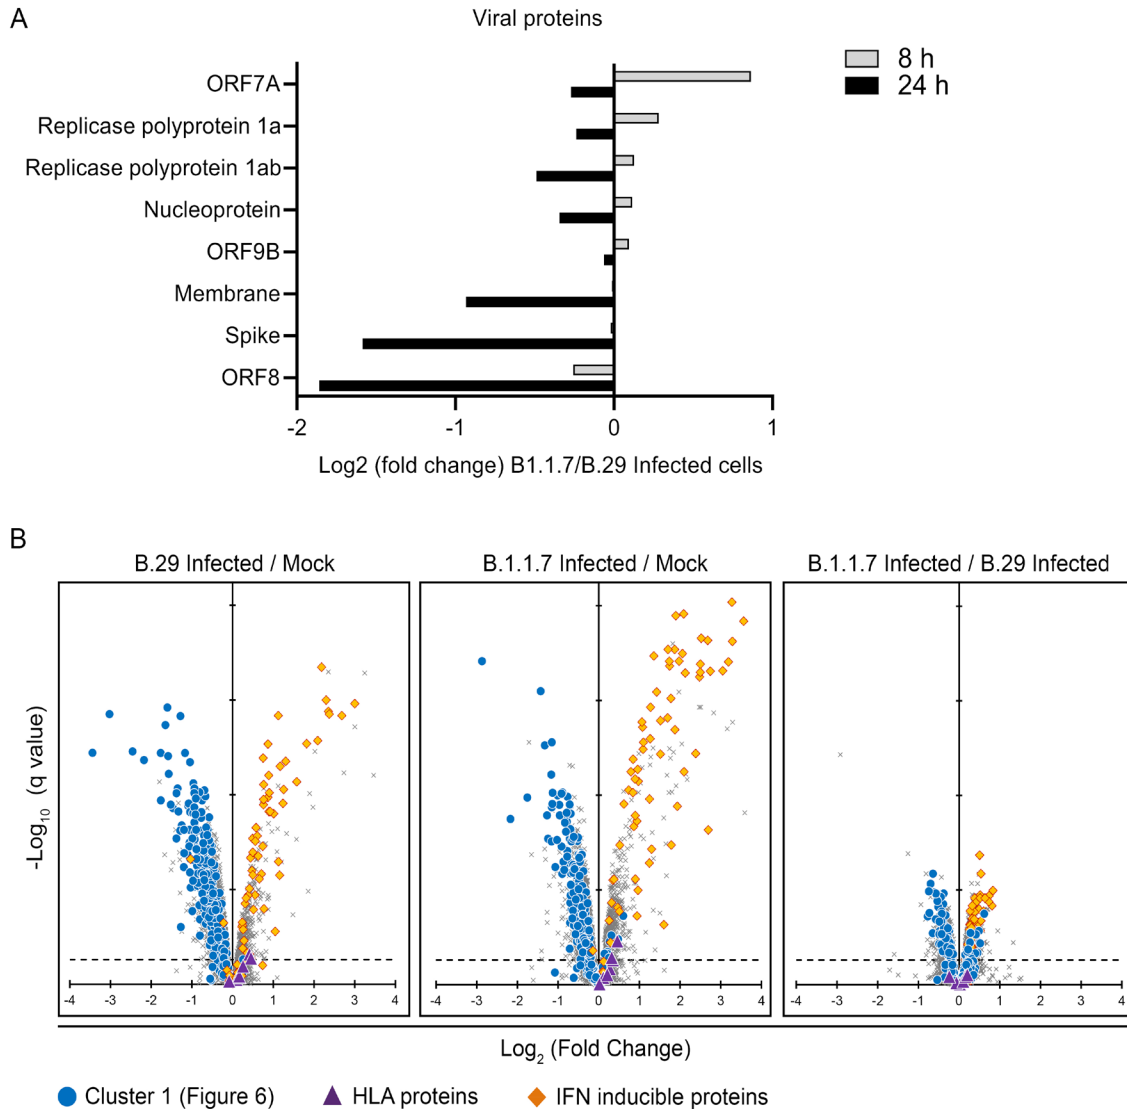 A
Viral proteins
8 h
24 h
ORF7A
Replicase polyprotein 1a
Replicase polyprotein 1ab
Nucleoprotein
ORF9B
Membrane
Spike
ORF8
-2 -1 0 1
Log2 (fold change) B1.1.7/B.29 Infected cells
B
B.29 Infected / Mock B.1.1.7 Infected / Mock B.1.1.7 Infected / B.29 Infected
-Log10 (q value)
-4 -3 -2 -1 0 1 2 3 4 -4 -3 -2 -1 0 1 2 3 4 -4 -3 -2 -1 0 1 2 3 4
Log2 (Fold Change)
Cluster 1 (Figure 6) HLA proteins IFN inducible proteins